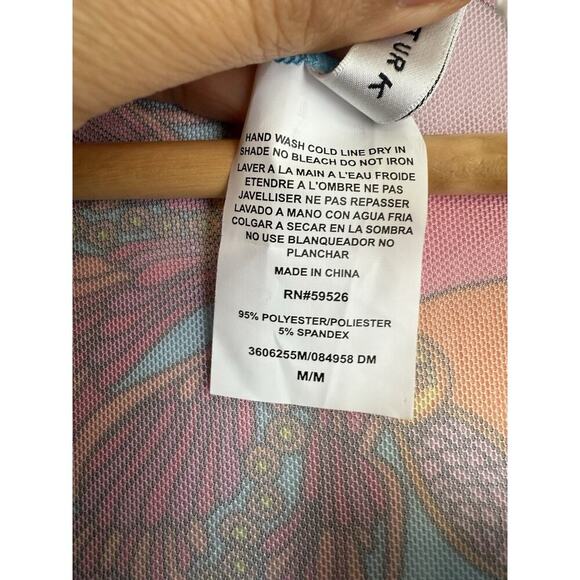 TURK
HAND WASH COLD LINE DRY IN
SHADE NO BLEACH DO NOT IRON
LAVER À LA MAIN A L'EAU FROIDE
ETENDRE A L'OMBRE NE PAS
JAVELLISER NE PAS REPASSER
LAVADO A MANO CON AGUA FRIA
COLGAR A SECAR EN LA SOMBRA
NO USE BLANQUEADOR NO
PLANCHAR
MADE IN CHINA
RN#59526
95% POLYESTER/POLIESTER
5% SPANDEX
3606255M/084958 DM
M/M